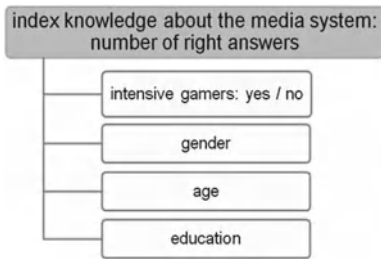 index knowledge about the media system:
number of right answers
intensive gamers: yes / no
gender
age
education